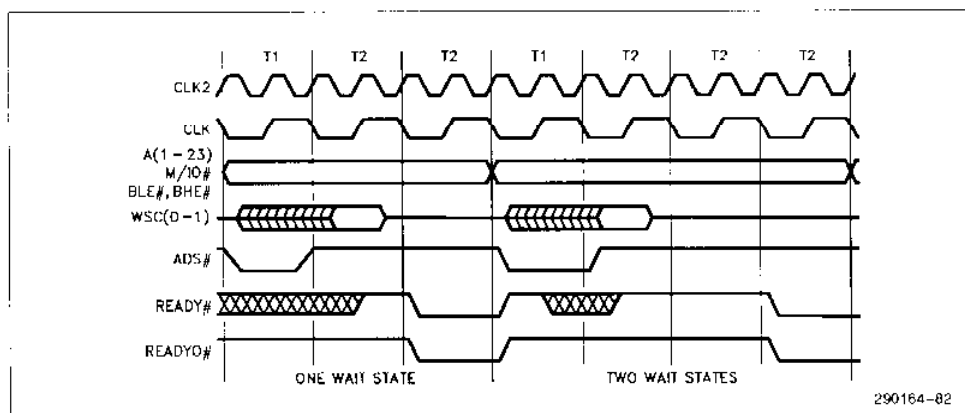 T1 T2 T2 T1 T2 T2 T2
CLK2
CLK
A(1-23)
M/IO#
BLE#,BHE#
WSC(0-1)
ADS#
READY#
READYO#
ONE WAIT STATE TWO WAIT STATES
290164-82